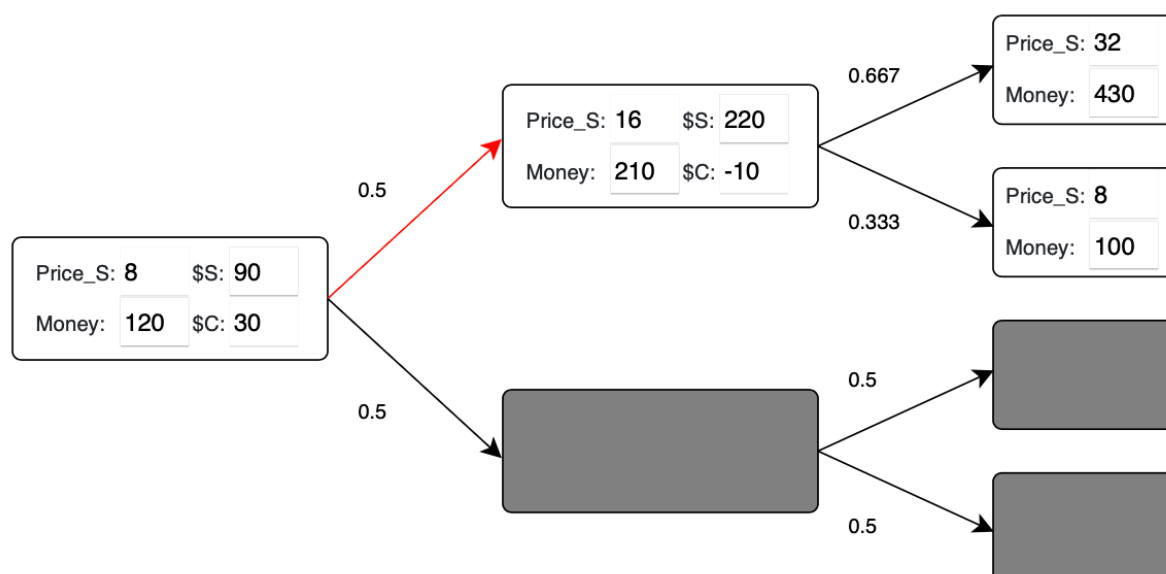 Price_S: 8 $S: 90
Money: 120 $C: 30
0.5
0.5
Price_S: 16 $S: 220
Money: 210 $C: -10
0.667
0.333
0.5
0.5
Price_S: 32
Money: 430
Price_S: 8
Money: 100